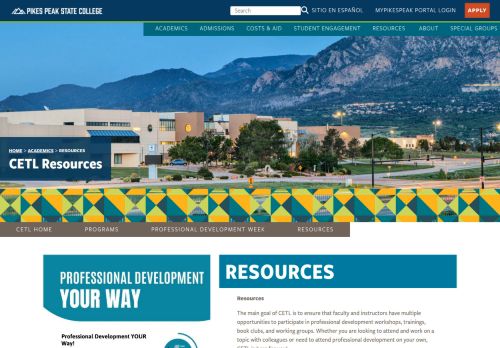 PIKES PEAK STATE COLLEGE
Search
SITIO EN ESPAÑOL
MYPIKESPEAK PORTAL LOGIN
APPLY
ACADEMICS ADMISSIONS COSTS & AID STUDENT ENGAGEMENT RESOURCES ABOUT SPECIAL GROUPS
HOME > ACADEMICS > RESOURCES
CETL Resources
CETL HOME PROGRAMS PROFESSIONAL DEVELOPMENT WEEK RESOURCES
PROFESSIONAL DEVELOPMENT
YOUR WAY
Professional Development YOUR
Way!
RESOURCES
Resources
The main goal of CETL is to ensure that faculty and instructors have multiple
opportunities to participate in professional development workshops, trainings,
book clubs, and working groups. Whether you are looking to attend and work on a
topic with colleagues or need to attend professional development on your own,